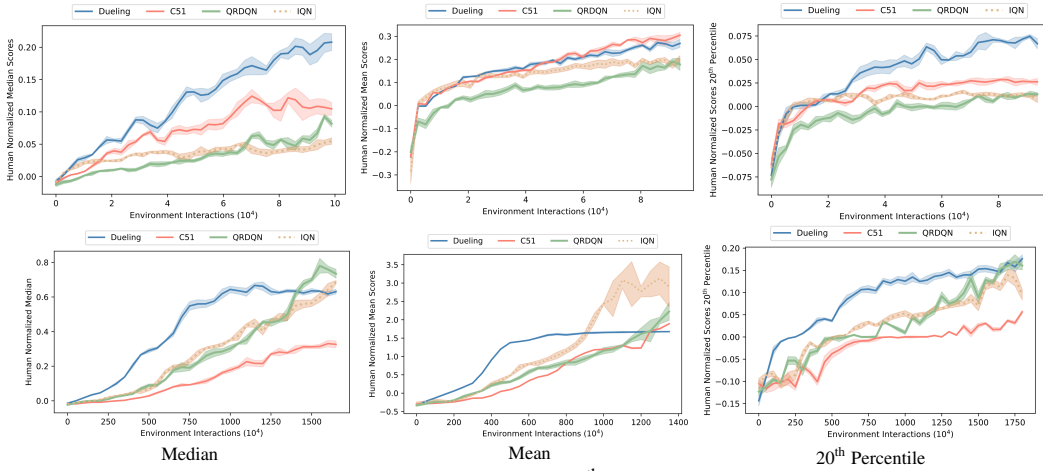 Dueling C51 QRDQN IQN
Human Normalized Median Scores
0.20
0.15
0.10
0.05
0.00
0 2 4 6 8 10
Environment Interactions (10⁴)
Dueling C51 QRDQN IQN
Human Normalized Mean Scores
0.3
0.2
0.1
0.0
−0.1
−0.2
−0.3
0 2 4 6 8
Environment Interactions (10⁴)
Dueling C51 QRDQN IQN
Human Normalized Scores 20th Percentile
0.075
0.050
0.025
0.000
−0.025
−0.050
−0.075
0 2 4 6 8
Environment Interactions (10⁴)
Dueling C51 QRDQN IQN
Human Normalized Median
0.8
0.6
0.4
0.2
0.0
0 250 500 750 1000 1250 1500
Environment Interactions (10⁴)
Median
Dueling C51 QRDQN IQN
Human Normalized Mean Scores
3.5
3.0
2.5
2.0
1.5
1.0
0.5
0.0
−0.5
0 200 400 600 800 1000 1200 1400
Mean
Dueling C51 QRDQN IQN
Human Normalized Scores 20th Percentile
0.20
0.15
0.10
0.05
0.00
−0.05
−0.10
−0.15
0 250 500 750 1000 1250 1500 1750
Environment Interactions (10⁴)
20th Percentile